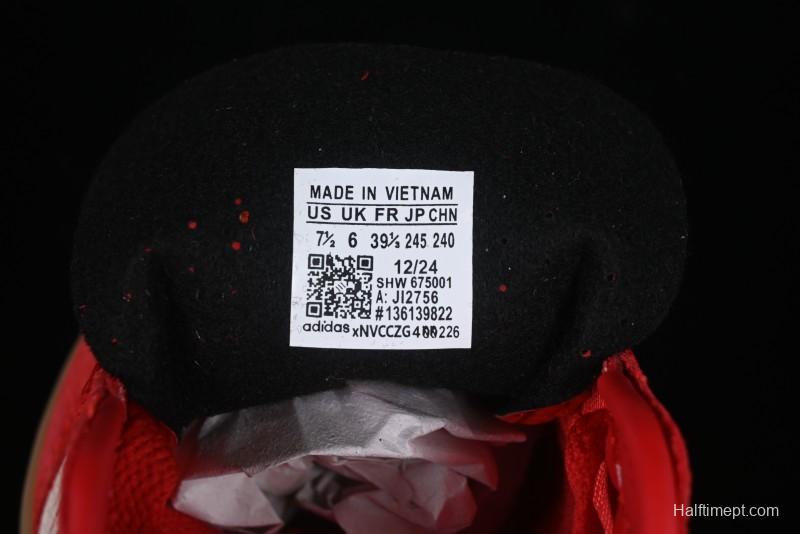 MADE IN VIETNAM
US UK FR JP CHN
7½ 6 39⅓ 245 240
12/24
SHW 675001
A: JI2756
#136139822
adidas
Halftimept.com